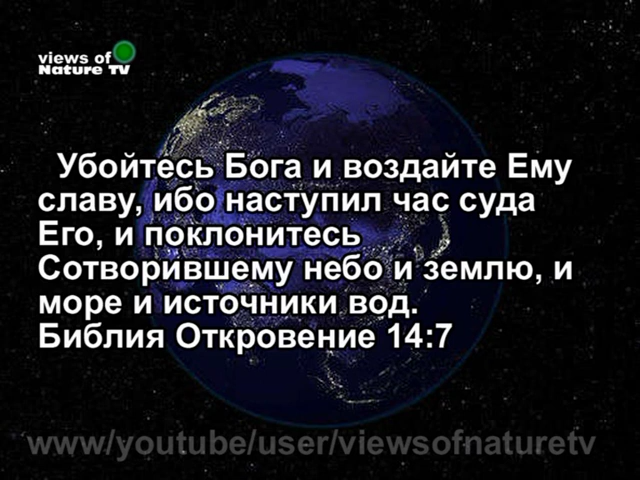 views of
Nature TV
Убойтесь Бога и воздайте Ему
славу, ибо наступил час суда
Его, и поклонитесь
Сотворившему небо и землю, и
море и источники вод.
Библия Откровение 14:7
www/youtube/user/viewsofnaturetv